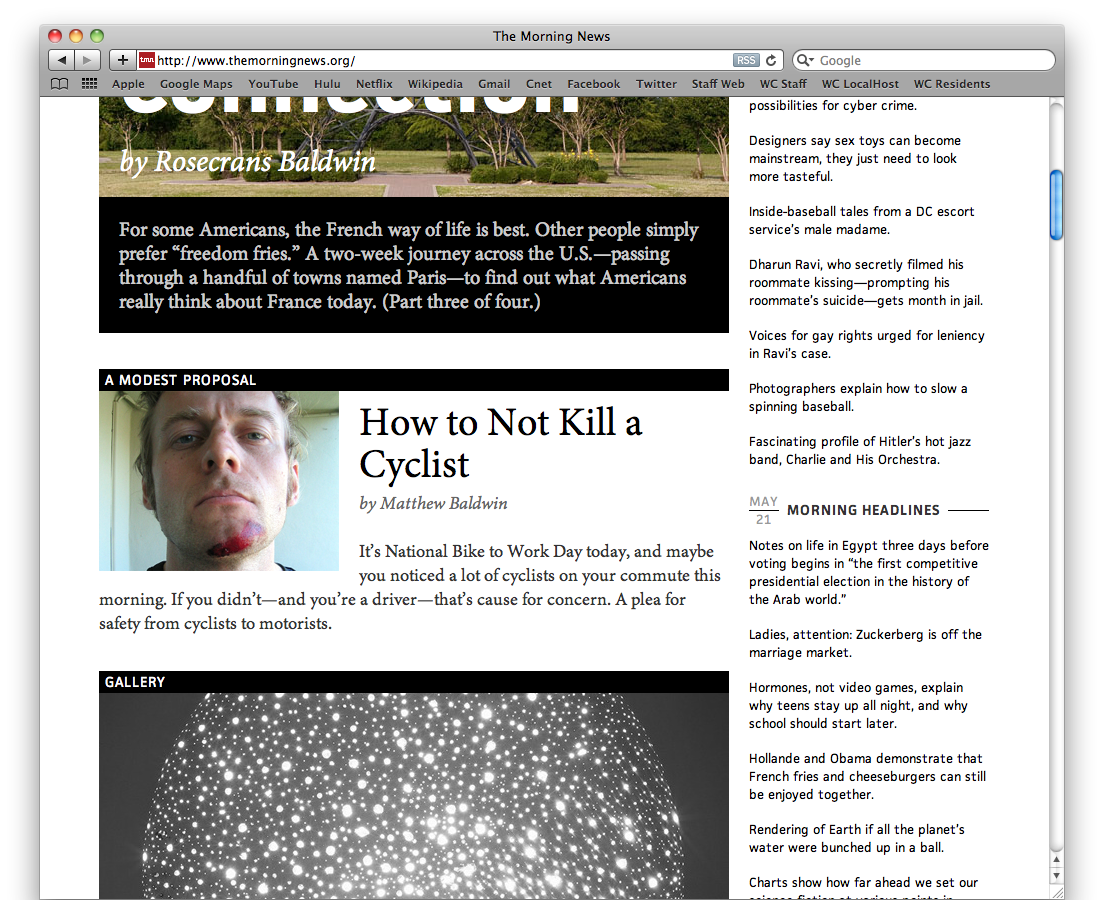 The Morning News
tmn http://www.themorningnews.org/ RSS Google
Apple Google Maps YouTube Hulu Netflix Wikipedia Gmail Cnet Facebook Twitter Staff Web WC Staff WC LocalHost WC Residents
connection
by Rosecrans Baldwin
For some Americans, the French way of life is best. Other people simply
prefer “freedom fries.” A two-week journey across the U.S.—passing
through a handful of towns named Paris—to find out what Americans
really think about France today. (Part three of four.)
A MODEST PROPOSAL
How to Not Kill a
Cyclist
by Matthew Baldwin
It’s National Bike to Work Day today, and maybe
you noticed a lot of cyclists on your commute this
morning. If you didn’t—and you’re a driver—that’s cause for concern. A plea for
safety from cyclists to motorists.
GALLERY
possibilities for cyber crime.
Designers say sex toys can become
mainstream, they just need to look
more tasteful.
Inside-baseball tales from a DC escort
service’s male madame.
Dharun Ravi, who secretly filmed his
roommate kissing—prompting his
roommate’s suicide—gets month in jail.
Voices for gay rights urged for leniency
in Ravi’s case.
Photographers explain how to slow a
spinning baseball.
Fascinating profile of Hitler’s hot jazz
band, Charlie and His Orchestra.
MAY
21
MORNING HEADLINES
Notes on life in Egypt three days before
voting begins in “the first competitive
presidential election in the history of
the Arab world.”
Ladies, attention: Zuckerberg is off the
marriage market.
Hormones, not video games, explain
why teens stay up all night, and why
school should start later.
Hollande and Obama demonstrate that
French fries and cheeseburgers can still
be enjoyed together.
Rendering of Earth if all the planet’s
water were bunched up in a ball.
Charts show how far ahead we set our
science fiction at various points in